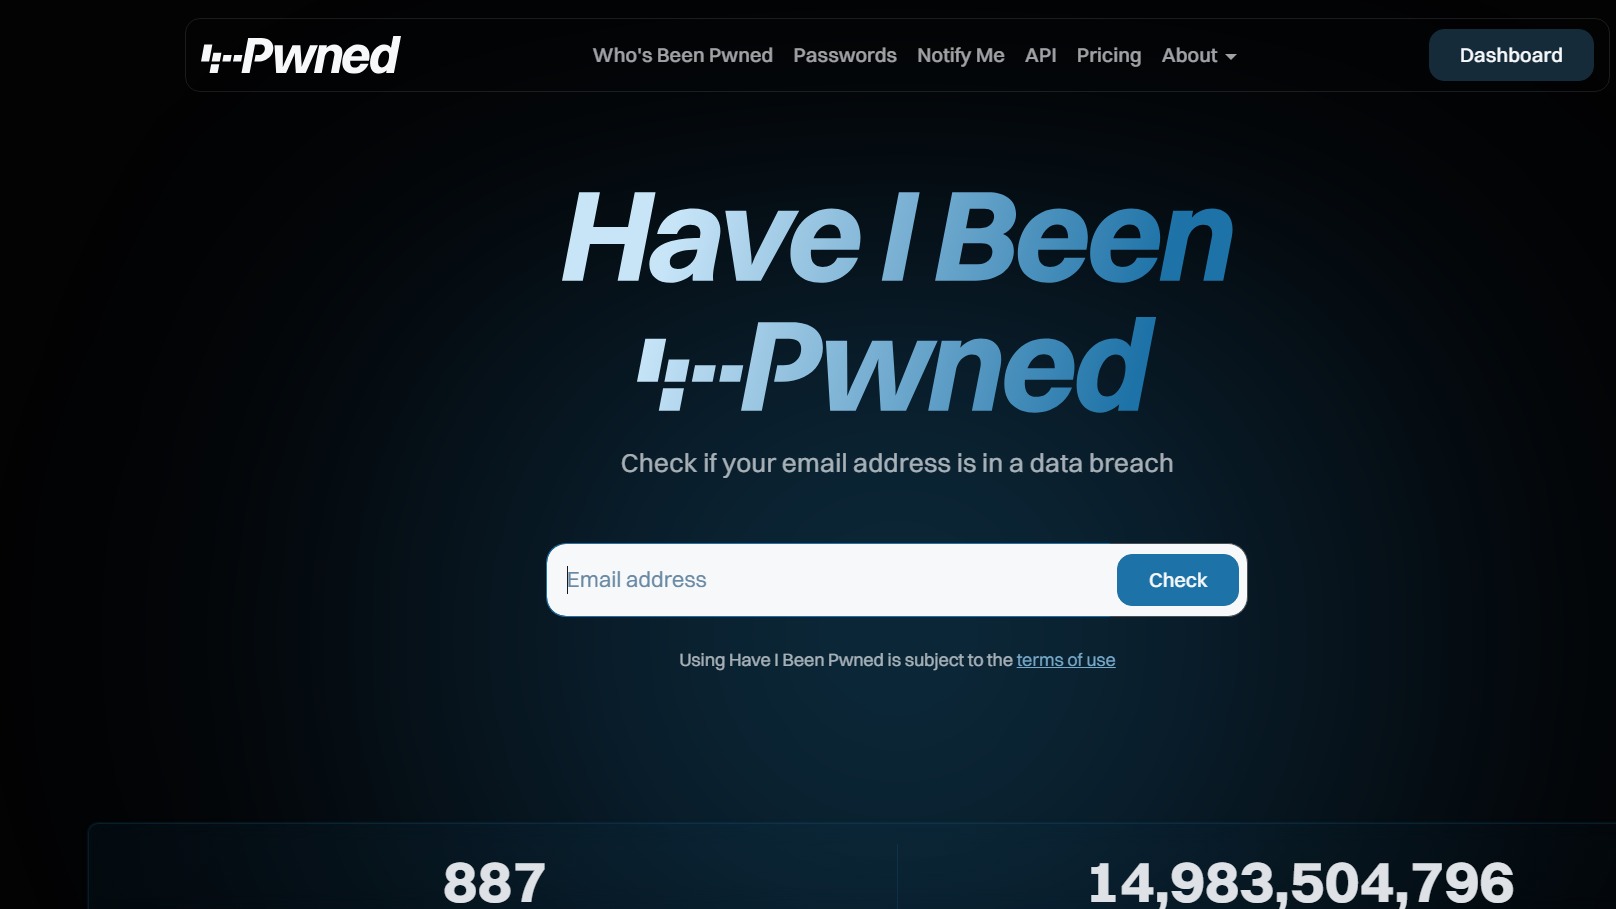 Pwned
Who's Been Pwned Passwords Notify Me API Pricing About
Dashboard
Have I Been
Pwned
Check if your email address is in a data breach
Email address
Check
Using Have I Been Pwned is subject to the terms of use
887
14,983,504,796